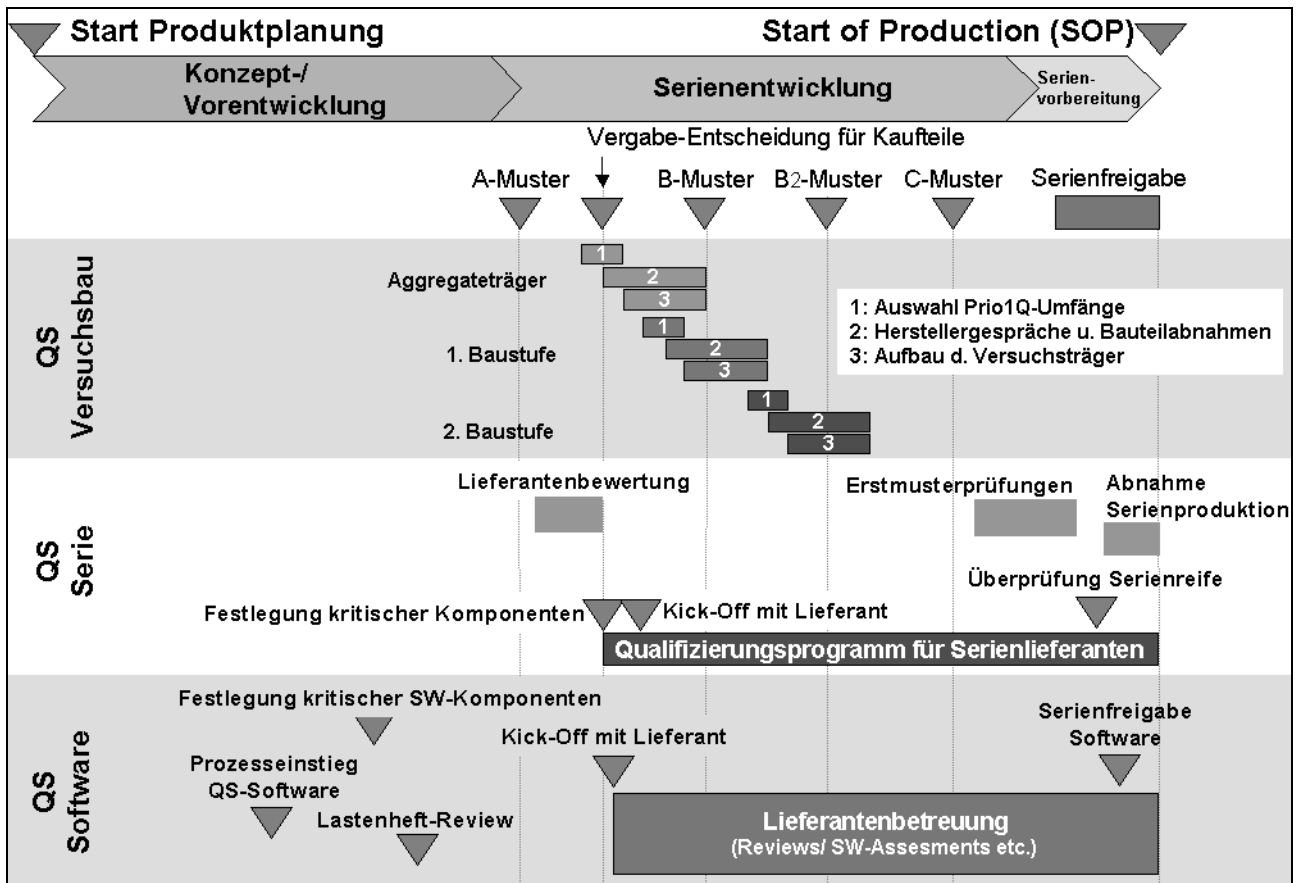 Start Produktplanung
Start of Production (SOP)
Konzept-/
Vorentwicklung
Serienentwicklung
Serien-
vorbereitung
Vergabe-Entscheidung für Kaufteile
A-Muster
B-Muster
B2-Muster
C-Muster
Serienfreigabe
QS
Versuchsbau
Aggregateträger
1
2
3
1. Baustufe
1
2
3
2. Baustufe
1
2
3
1: Auswahl Prio1Q-Umfänge
2: Herstellergespräche u. Bauteilabnahmen
3: Aufbau d. Versuchsträger
QS
Serie
Lieferantenbewertung
Erstmusterprüfungen
Abnahme
Serienproduktion
Überprüfung Serienreife
Festlegung kritischer Komponenten
Kick-Off mit Lieferant
Qualifizierungsprogramm für Serienlieferanten
QS
Software
Festlegung kritischer SW-Komponenten
Kick-Off mit Lieferant
Serienfreigabe
Software
Prozesseinstieg
QS-Software
Lastenheft-Review
Lieferantenbetreuung
(Reviews/ SW-Assesments etc.)